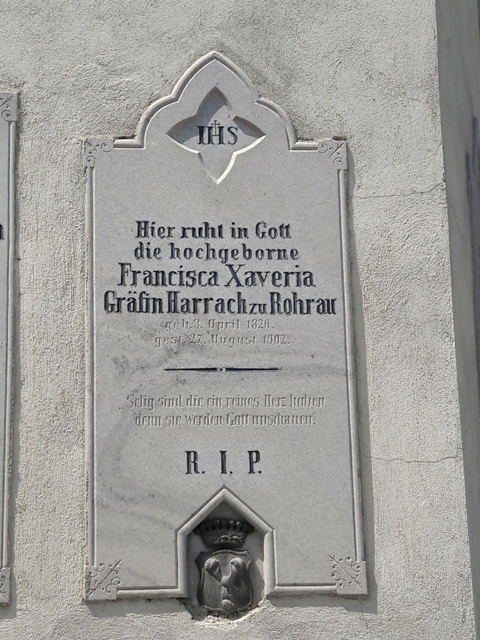 IHS
Hier ruht in Gott
die hochgeborne
Francisca Xaveria
Gräfin Harrach zu Rohrau
geb. 3. April 1826.
gest. 27. August 1902.
Selig sind die ein reines Herz haben
denn sie werden Gott anschauen.
R. I. P.